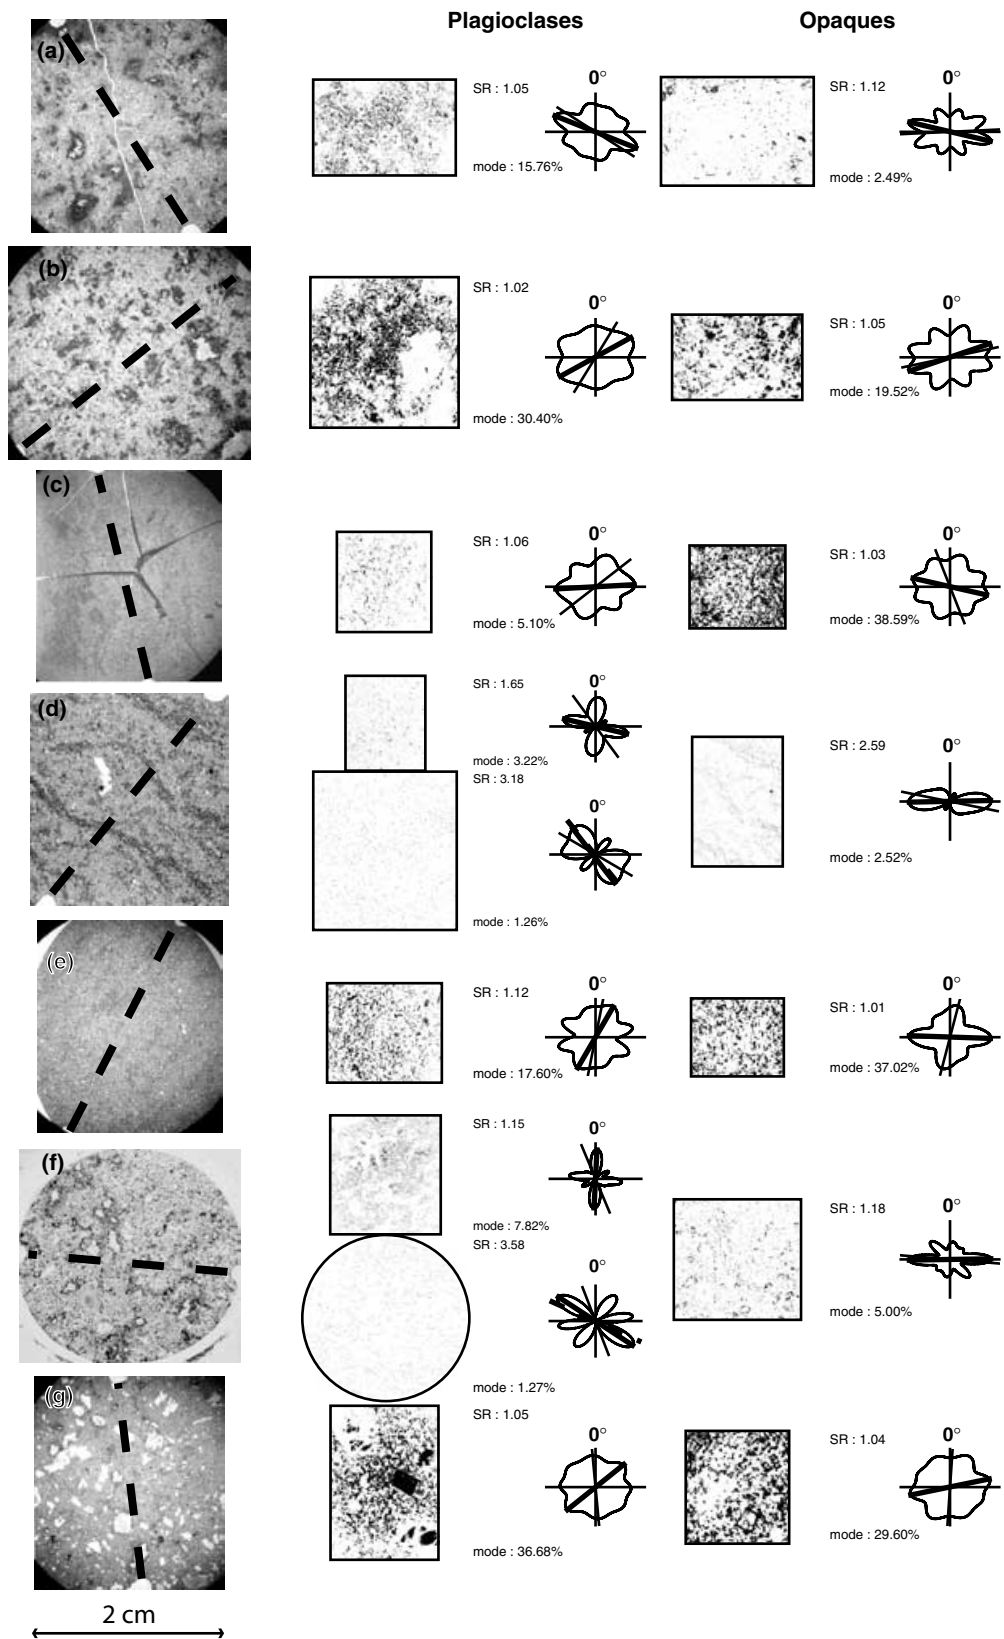 Plagioclases Opaques
(a)
SR : 1.05
mode : 15.76%
0°
SR : 1.12
mode : 2.49%
0°
(b)
SR : 1.02
mode : 30.40%
0°
SR : 1.05
mode : 19.52%
0°
(c)
SR : 1.06
mode : 5.10%
0°
SR : 1.03
mode : 38.59%
0°
(d)
SR : 1.65
mode : 3.22%
0°
SR : 3.18
mode : 1.26%
0°
SR : 2.59
mode : 2.52%
0°
(e)
SR : 1.12
mode : 17.60%
0°
SR : 1.01
mode : 37.02%
0°
(f)
SR : 1.15
mode : 7.82%
0°
SR : 3.58
mode : 1.27%
0°
SR : 1.18
mode : 5.00%
0°
(g)
SR : 1.05
mode : 36.68%
0°
SR : 1.04
mode : 29.60%
0°
2 cm